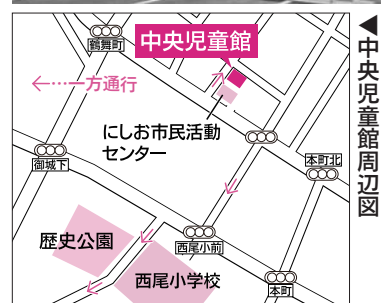 ◀中央児童館周辺図
鶴舞町
中央児童館
←…一方通行
にしお市民活動
センター
御城下
本町北
歴史公園
西尾小前
西尾小学校
本町